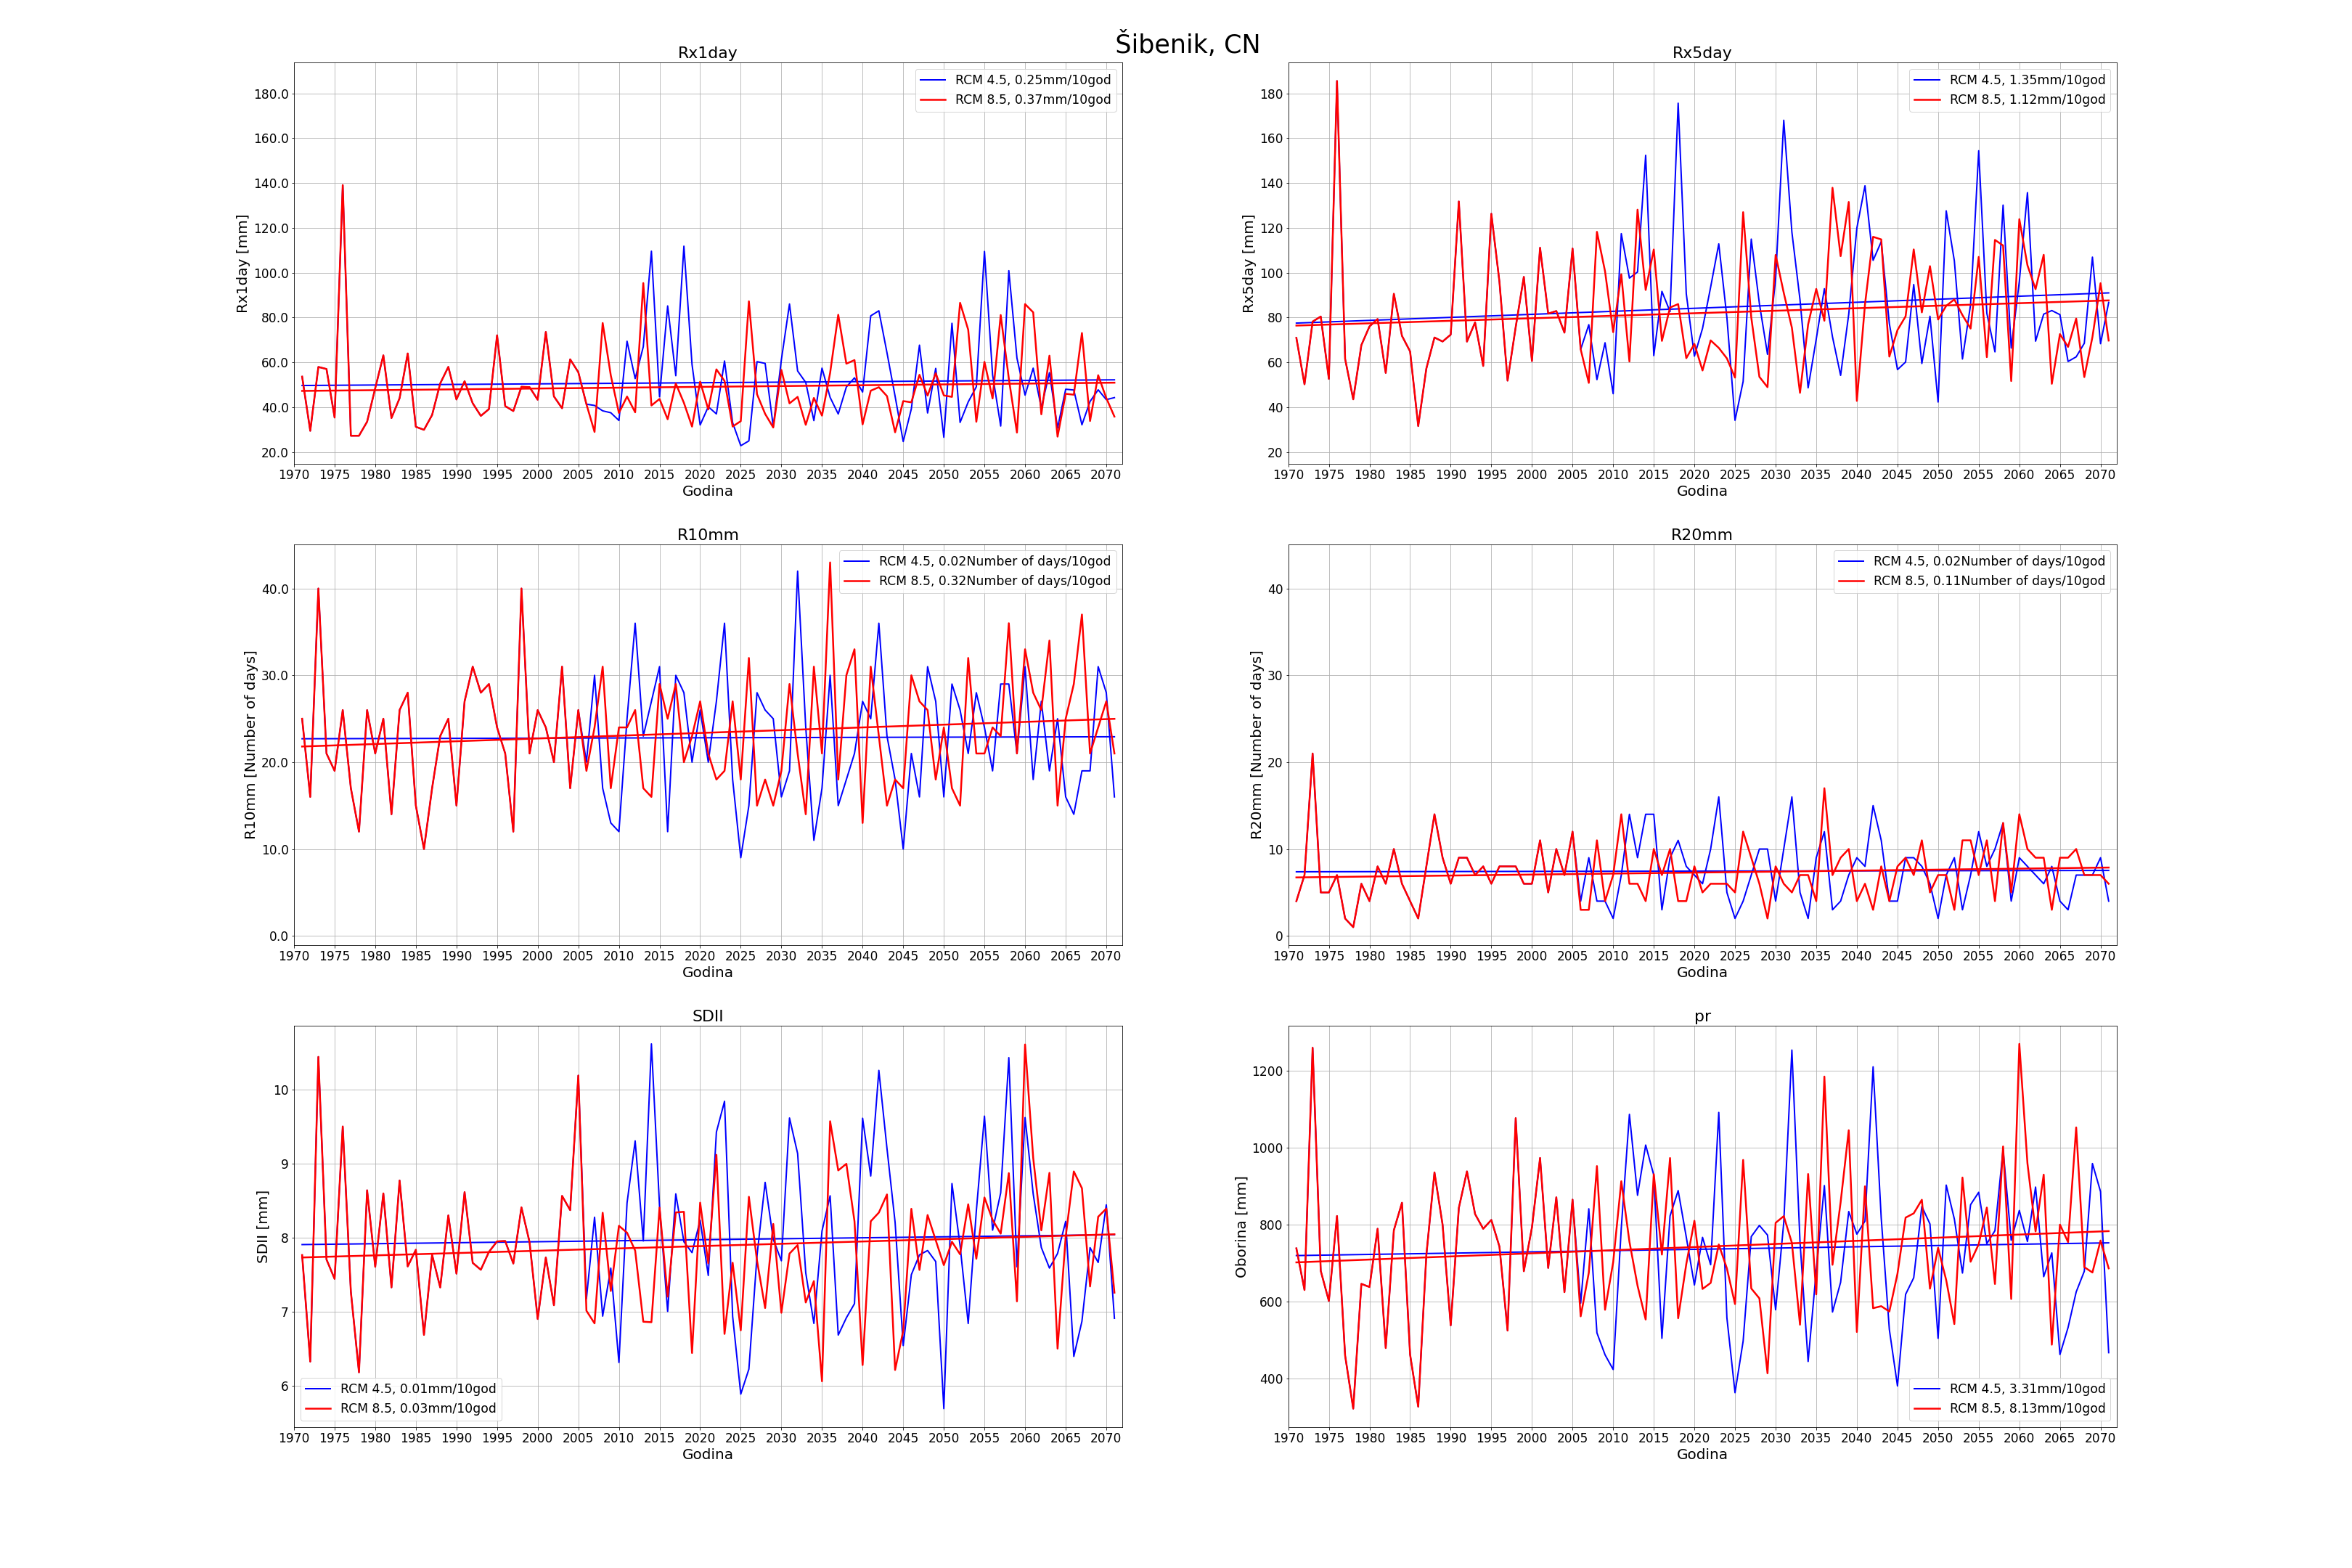 Šibenik, CN
Rx1day
Rx1day [mm]
180.0
160.0
140.0
120.0
100.0
80.0
60.0
40.0
20.0
RCM 4.5, 0.25mm/10god
RCM 8.5, 0.37mm/10god
1970 1975 1980 1985 1990 1995 2000 2005 2010 2015 2020 2025 2030 2035 2040 2045 2050 2055 2060 2065 2070
Godina
Rx5day
Rx5day [mm]
180
160
140
120
100
80
60
40
20
RCM 4.5, 1.35mm/10god
RCM 8.5, 1.12mm/10god
1970 1975 1980 1985 1990 1995 2000 2005 2010 2015 2020 2025 2030 2035 2040 2045 2050 2055 2060 2065 2070
Godina
R10mm
R10mm [Number of days]
40.0
30.0
20.0
10.0
0.0
RCM 4.5, 0.02Number of days/10god
RCM 8.5, 0.32Number of days/10god
1970 1975 1980 1985 1990 1995 2000 2005 2010 2015 2020 2025 2030 2035 2040 2045 2050 2055 2060 2065 2070
Godina
R20mm
R20mm [Number of days]
40
30
20
10
0
RCM 4.5, 0.02Number of days/10god
RCM 8.5, 0.11Number of days/10god
1970 1975 1980 1985 1990 1995 2000 2005 2010 2015 2020 2025 2030 2035 2040 2045 2050 2055 2060 2065 2070
Godina
SDII
SDII [mm]
10
9
8
7
6
RCM 4.5, 0.01mm/10god
RCM 8.5, 0.03mm/10god
1970 1975 1980 1985 1990 1995 2000 2005 2010 2015 2020 2025 2030 2035 2040 2045 2050 2055 2060 2065 2070
Godina
pr
Oborina [mm]
1200
1000
800
600
400
RCM 4.5, 3.31mm/10god
RCM 8.5, 8.13mm/10god
1970 1975 1980 1985 1990 1995 2000 2005 2010 2015 2020 2025 2030 2035 2040 2045 2050 2055 2060 2065 2070
Godina